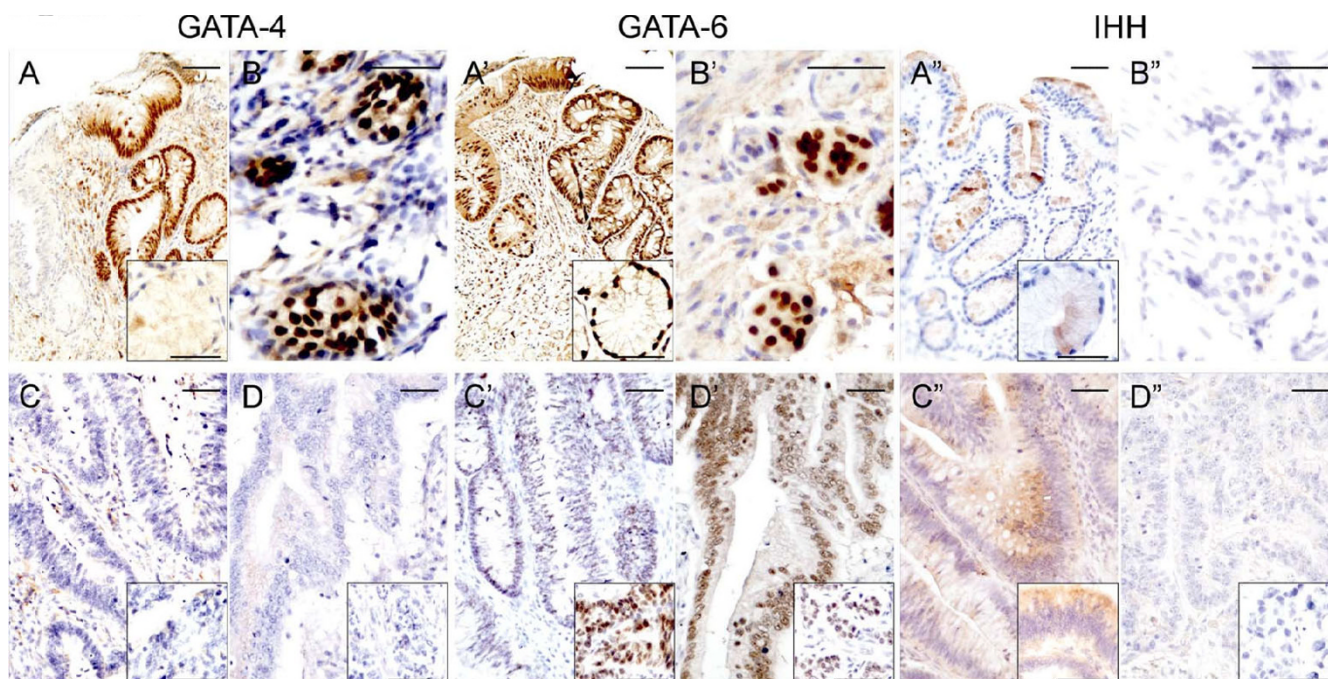 GATA-4 GATA-6 IHH
A B A’ B’ A” B”
C D C’ D’ C” D”